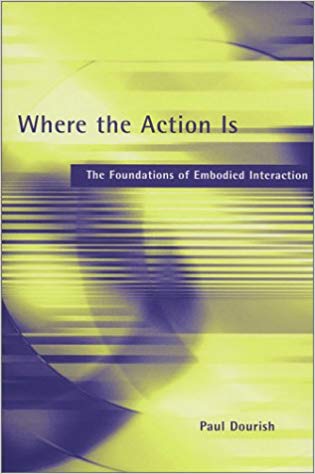 Where the Action Is
The Foundations of Embodied Interaction
Paul Dourish